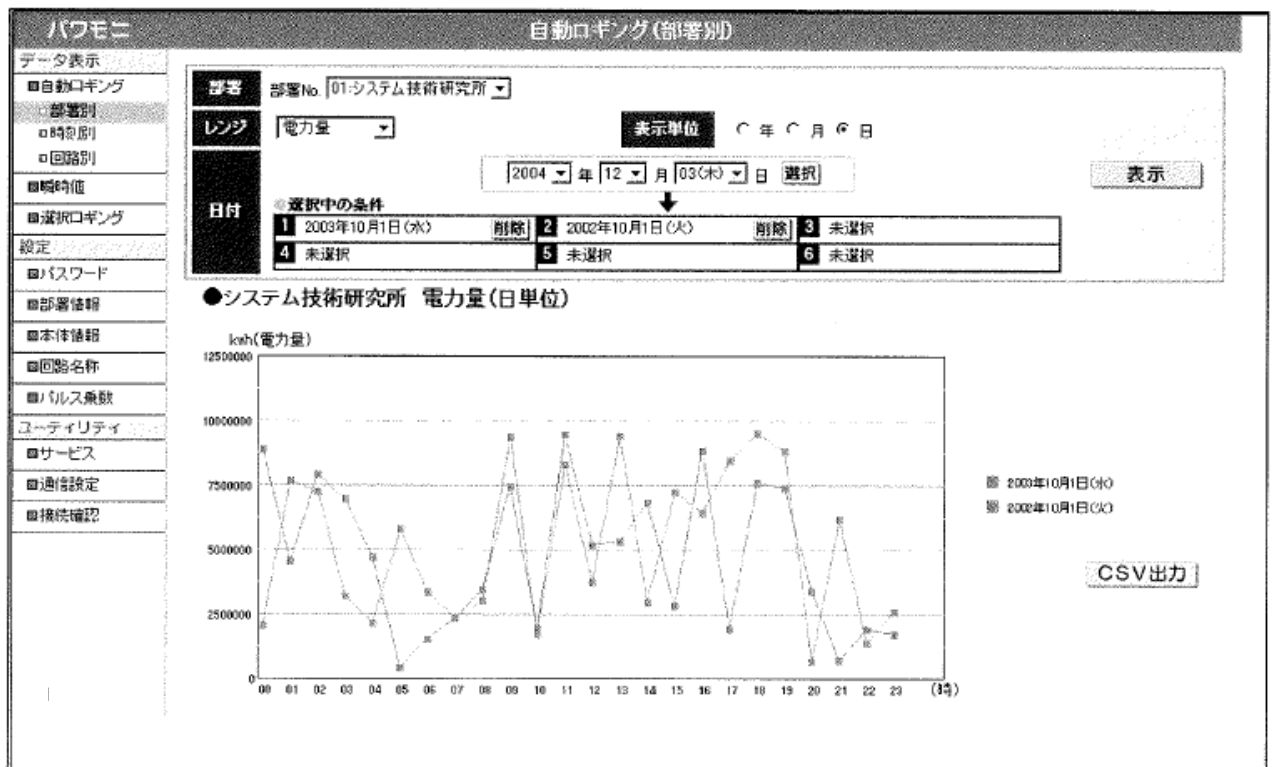 パワモニ
自動ロギング(部署別)
データ表示
自動ロギング
部署別
時刻別
回路別
瞬時値
選択ロギング
設定
パスワード
部署情報
本体情報
回路名称
パルス乗数
ユーティリティ
サービス
通信設定
接続確認
部署 部署No. 01:システム技術研究所
レンジ 電力量 表示単位 年 月 日
日付 2004 年 12 月 03(木) 日 選択 表示
選択中の条件
1 2003年10月1日(水) 削除 2 2002年10月1日(火) 削除 3 未選択
4 未選択 5 未選択 6 未選択
●システム技術研究所 電力量(日単位)
kwh(電力量)
12500000
10000000
7500000
5000000
2500000
0
00 01 02 03 04 05 06 07 08 09 10 11 12 13 14 15 16 17 18 19 20 21 22 23 (時)
2003年10月1日(水)
2002年10月1日(火)
CSV出力